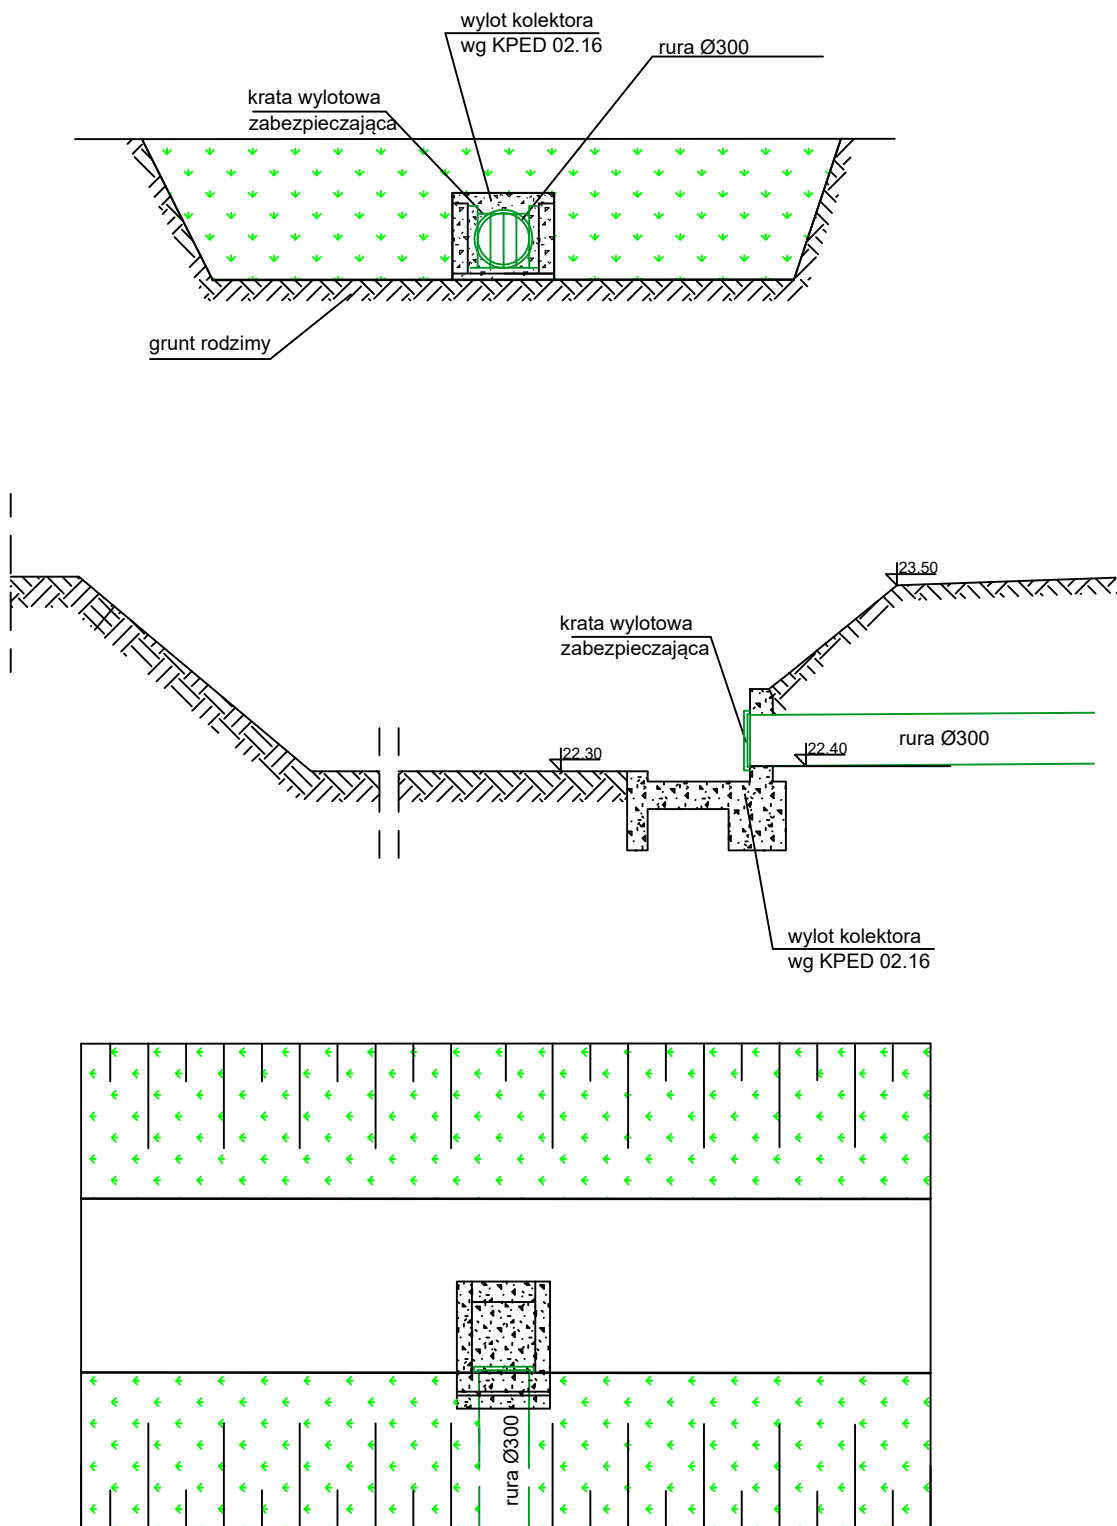 wylot kolektora
wg KPED 02.16
rura Ø300
krata wylotowa
zabezpieczająca
grunt rodzimy
23.50
krata wylotowa
zabezpieczająca
rura Ø300
22.30
22.40
wylot kolektora
wg KPED 02.16
rura Ø300